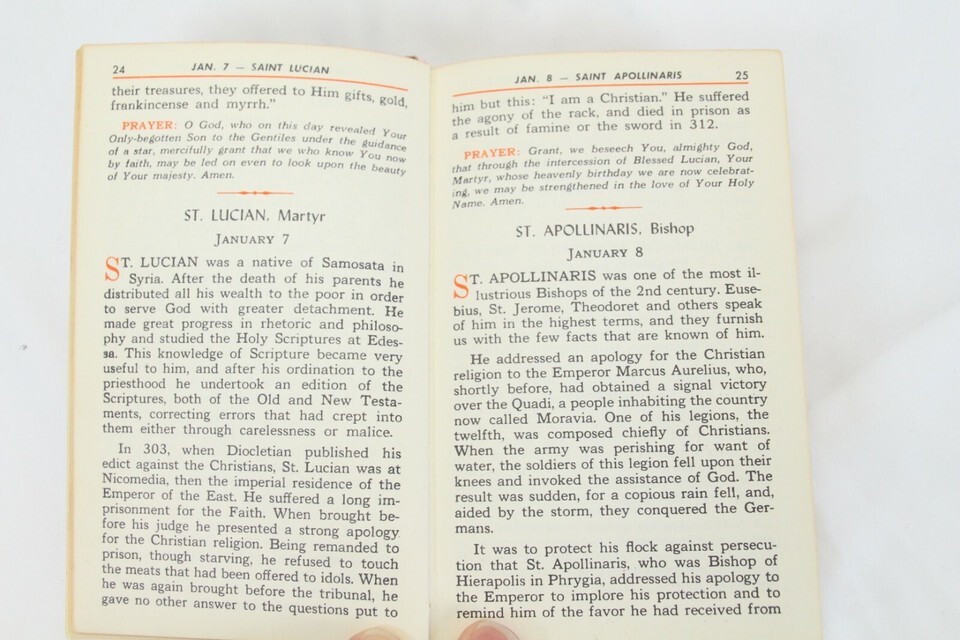 24 JAN. 7 — SAINT LUCIAN
their treasures, they offered to Him gifts, gold,
frankincense and myrrh."
PRAYER: O God, who on this day revealed Your
Only-begotten Son to the Gentiles under the guidance
of a star, mercifully grant that we who know You now
by faith, may be led on even to look upon the beauty
of Your majesty. Amen.
ST. LUCIAN, Martyr
JANUARY 7
ST. LUCIAN was a native of Samosata in
Syria. After the death of his parents he
distributed all his wealth to the poor in order
to serve God with greater detachment. He
made great progress in rhetoric and philoso-
phy and studied the Holy Scriptures at Edes-
sa. This knowledge of Scripture became very
useful to him, and after his ordination to the
priesthood he undertook an edition of the
Scriptures, both of the Old and New Testa-
ments, correcting errors that had crept into
them either through carelessness or malice.
In 303, when Diocletian published his
edict against the Christians, St. Lucian was at
Nicomedia, then the imperial residence of the
Emperor of the East. He suffered a long im-
prisonment for the Faith. When brought be-
fore his judge he presented a strong apology
for the Christian religion. Being remanded to
prison, though starving, he refused to touch
the meats that had been offered to idols. When
he was again brought before the tribunal, he
gave no other answer to the questions put to
JAN. 8 — SAINT APOLLINARIS 25
him but this: "I am a Christian." He suffered
the agony of the rack, and died in prison as
a result of famine or the sword in 312.
PRAYER: Grant, we beseech You, almighty God,
that through the intercession of Blessed Lucian, Your
Martyr, whose heavenly birthday we are now celebrat-
ing, we may be strengthened in the love of Your Holy
Name. Amen.
ST. APOLLINARIS, Bishop
JANUARY 8
ST. APOLLINARIS was one of the most il-
lustrious Bishops of the 2nd century. Euse-
bius, St. Jerome, Theodoret and others speak
of him in the highest terms, and they furnish
us with the few facts that are known of him.
He addressed an apology for the Christian
religion to the Emperor Marcus Aurelius, who,
shortly before, had obtained a signal victory
over the Quadi, a people inhabiting the country
now called Moravia. One of his legions, the
twelfth, was composed chiefly of Christians.
When the army was perishing for want of
water, the soldiers of this legion fell upon their
knees and invoked the assistance of God. The
result was sudden, for a copious rain fell, and,
aided by the storm, they conquered the Ger-
mans.
It was to protect his flock against persecu-
tion that St. Apollinaris, who was Bishop of
Hierapolis in Phrygia, addressed his apology to
the Emperor to implore his protection and to
remind him of the favor he had received from